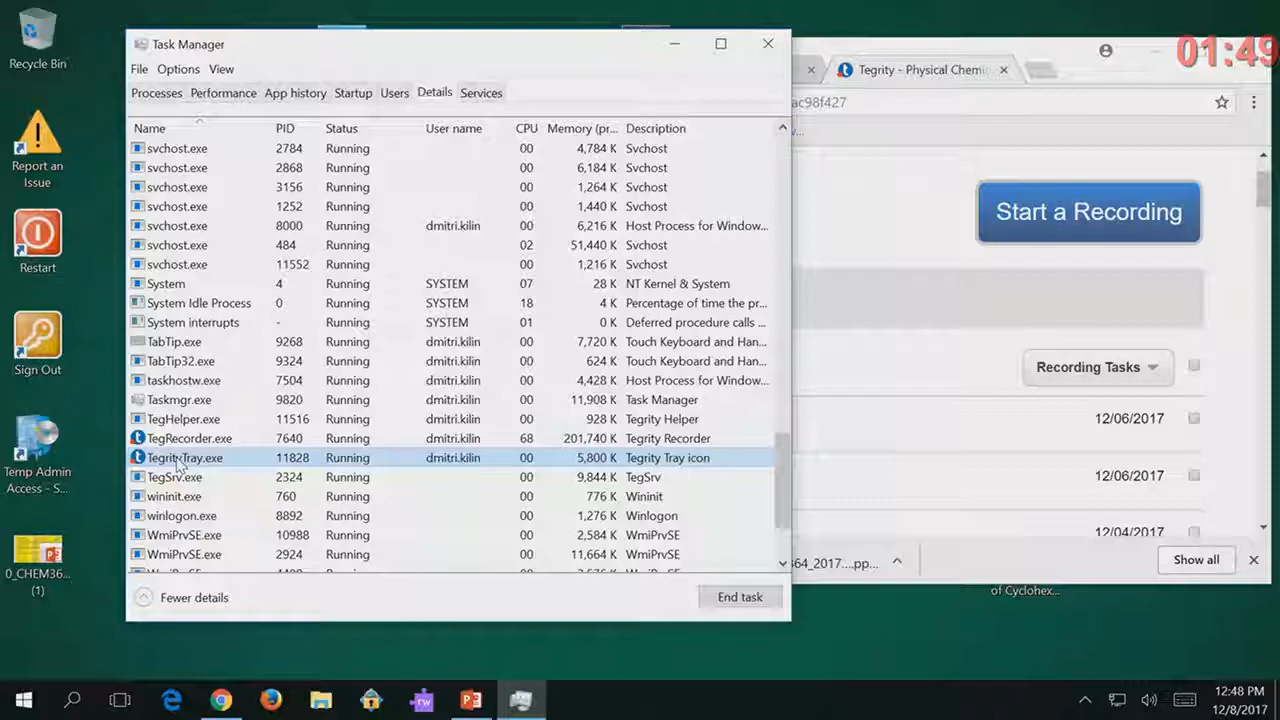 Recycle Bin
Report an
Issue
Restart
Sign Out
Temp Admin
Access - S...
0_CHEM36...
(1)
Task Manager
File Options View
Processes Performance App history Startup Users Details Services
Name PID Status User name CPU Memory (pr... Description
svchost.exe 2784 Running 00 4,784 K Svchost
svchost.exe 2868 Running 00 6,184 K Svchost
svchost.exe 3156 Running 00 1,264 K Svchost
svchost.exe 1252 Running 00 1,440 K Svchost
svchost.exe 8000 Running dmitri.kilin 00 6,216 K Host Process for Window...
svchost.exe 484 Running 02 51,440 K Svchost
svchost.exe 11552 Running 00 1,216 K Svchost
System 4 Running SYSTEM 07 28 K NT Kernel & System
System Idle Process 0 Running SYSTEM 18 4 K Percentage of time the pr...
System interrupts - Running SYSTEM 01 0 K Deferred procedure calls ...
TabTip.exe 9268 Running dmitri.kilin 00 7,720 K Touch Keyboard and Han...
TabTip32.exe 9324 Running dmitri.kilin 00 624 K Touch Keyboard and Han...
taskhostw.exe 7504 Running dmitri.kilin 00 4,428 K Host Process for Window...
Taskmgr.exe 9820 Running dmitri.kilin 00 11,908 K Task Manager
TegHelper.exe 11516 Running dmitri.kilin 00 928 K Tegrity Helper
TegRecorder.exe 7640 Running dmitri.kilin 68 201,740 K Tegrity Recorder
TegrityTray.exe 11828 Running dmitri.kilin 00 5,800 K Tegrity Tray icon
TegSrv.exe 2324 Running 00 9,844 K TegSrv
wininit.exe 760 Running 00 776 K Wininit
winlogon.exe 8892 Running 00 1,276 K Winlogon
WmiPrvSE.exe 10988 Running 00 2,584 K WmiPrvSE
WmiPrvSE.exe 2924 Running 00 11,664 K WmiPrvSE
Fewer details End task
01:49
Tegrity - Physical Chemi
ac98f427
Start a Recording
Recording Tasks
12/06/2017
12/06/2017
12/04/2017
364_2017....pp...
Show all
of Cyclohex...
12:48 PM
12/8/2017